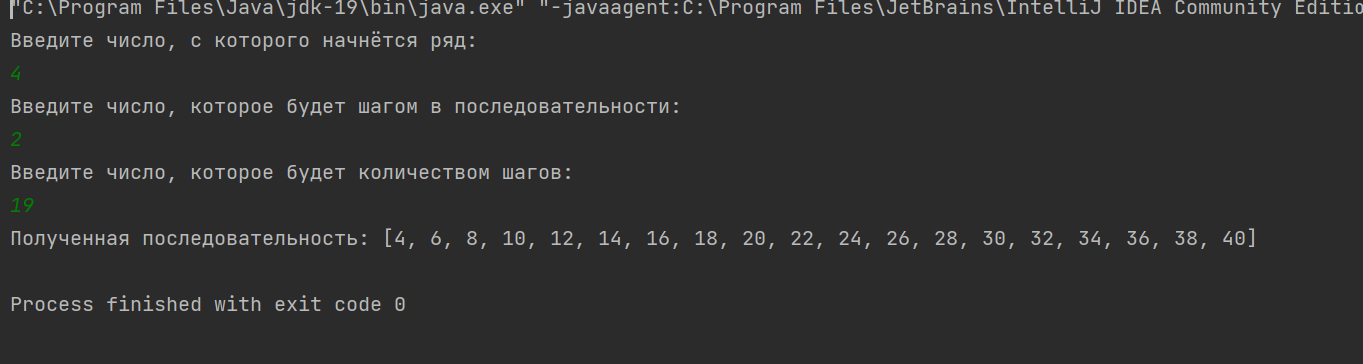 "C:\Program Files\Java\jdk-19\bin\java.exe" "-javaagent:C:\Program Files\JetBrains\IntelliJ IDEA Community Editio
Введите число, с которого начнётся ряд:
4
Введите число, которое будет шагом в последовательности:
2
Введите число, которое будет количеством шагов:
19
Полученная последовательность: [4, 6, 8, 10, 12, 14, 16, 18, 20, 22, 24, 26, 28, 30, 32, 34, 36, 38, 40]
Process finished with exit code 0